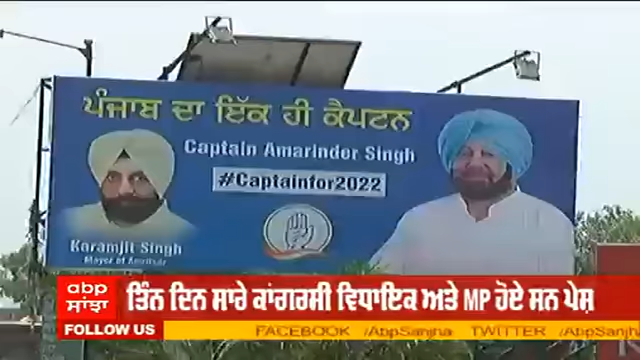 ਪੰਜਾਬ ਦਾ ਇੱਕ ਹੀ ਕੈਪਟਨ
Captain Amarinder Singh
#Captainfor2022
Karamjit Singh
Mayor of Amritsar
abp
ਸਾਂਝਾ
ਤਿੰਨ ਦਿਨ ਸਾਰੇ ਕਾਂਗਰਸੀ ਵਿਧਾਇਕ ਅਤੇ MP ਹੋਏ ਸਨ ਪੇਸ਼
FOLLOW US
FACEBOOK /AbpSanjha TWITTER /AbpSanjha